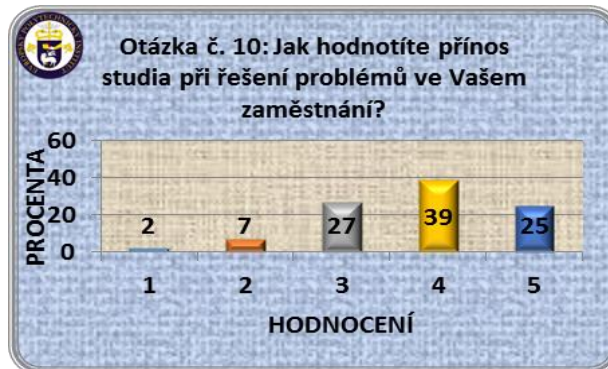 Otázka č. 10: Jak hodnotíte přínos
studia při řešení problémů ve Vašem
zaměstnání?
PROCENTA
60
40
20
0
2
7
27
39
25
1
2
3
4
5
HODNOCENÍ